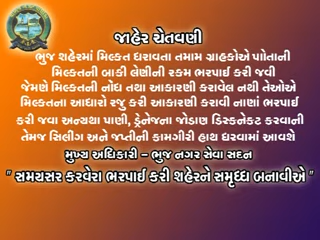 જાહેર ચેતવણી
ભુજ શહેરમાં મિલ્કત ધરાવતા તમામ ગ્રાહકોએ પાોતાની
મિલ્કતની બાકી લેણીની રકમ ભરપાઈ કરી જવી
જેમણે મિલ્કતની નોંધ તથા આકારણી કરાવેલ નથી તેઓએ
મિલ્કતના આધારો રજુ કરી આકારણી કરાવી નાણાં ભરપાઈ
કરી જવા અન્યથા પાણી, ડ્રેનેજના જોડાણ ડિસ્કનેકટ કરવાની
તેમજ સિલીગ અને જપ્તીની કામગીરી હાથ ધરવામાં આવશે
મુખ્ય અધિકારી – ભુજ નગર સેવા સદન
" સમયસર કરવેરા ભરપાઈ કરી શહેરને સમૃધ્ધ બનાવીએ "